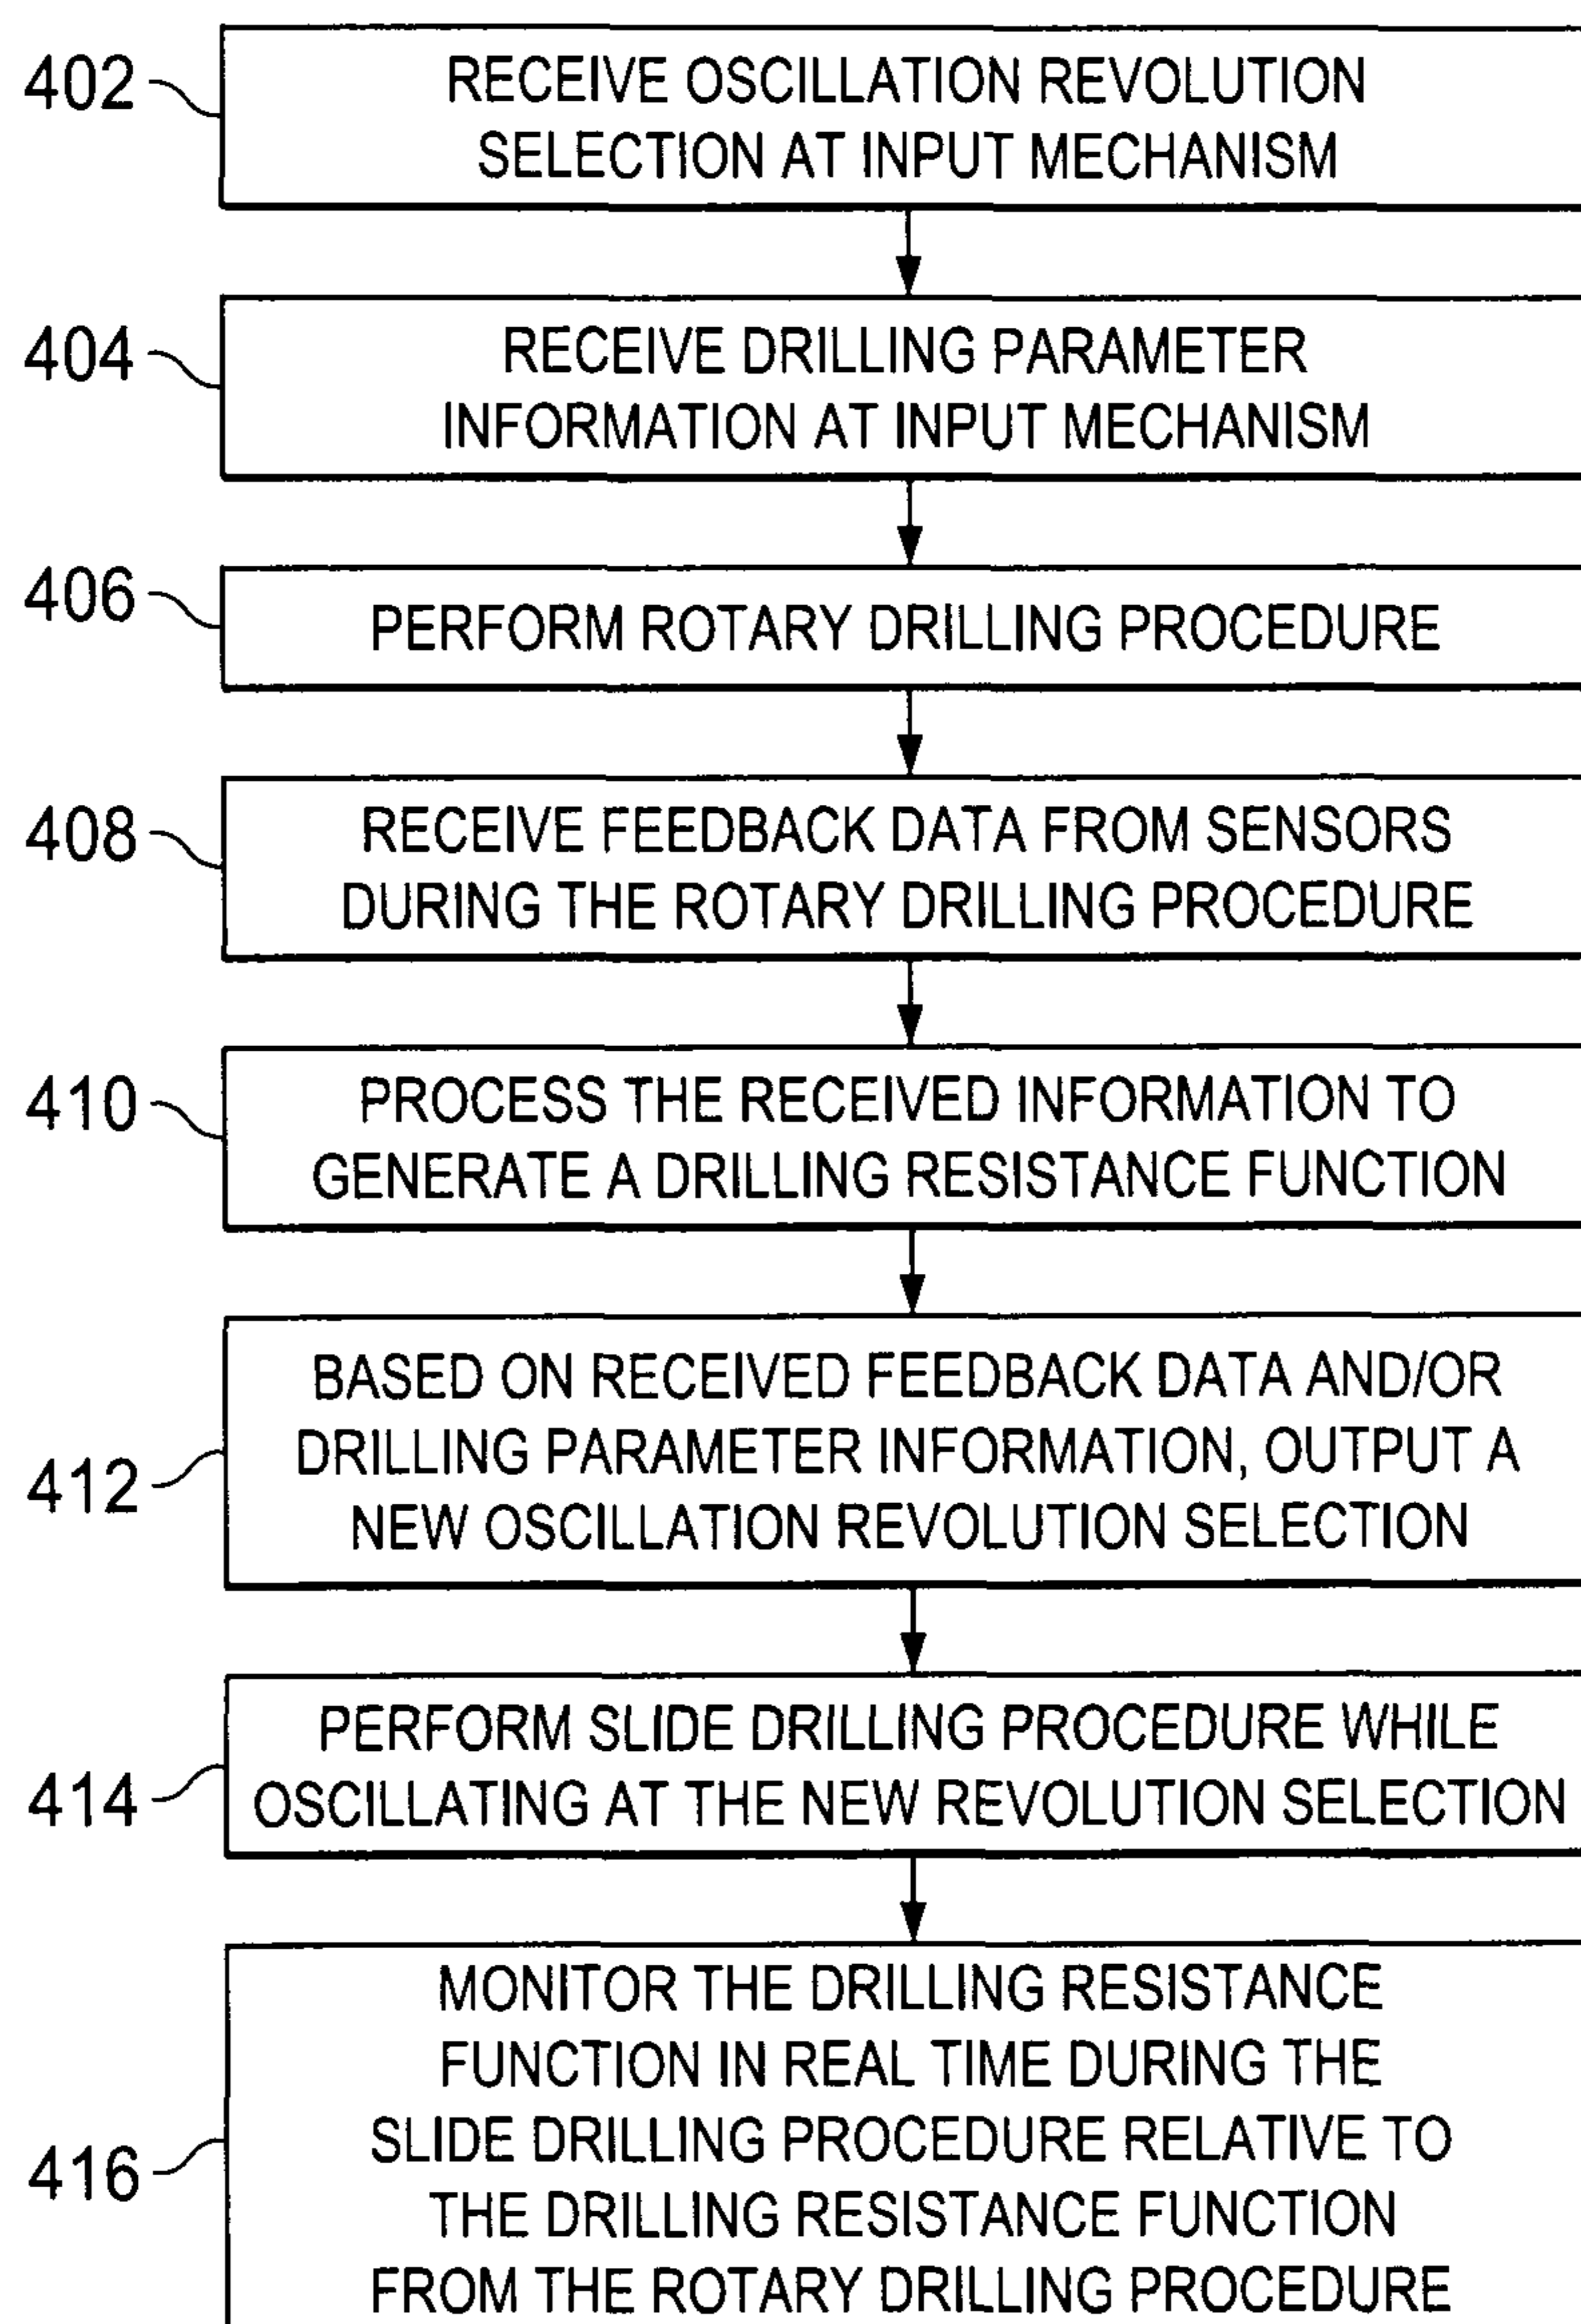 402
RECEIVE OSCILLATION REVOLUTION
SELECTION AT INPUT MECHANISM
404
RECEIVE DRILLING PARAMETER
INFORMATION AT INPUT MECHANISM
406
PERFORM ROTARY DRILLING PROCEDURE
408
RECEIVE FEEDBACK DATA FROM SENSORS
DURING THE ROTARY DRILLING PROCEDURE
410
PROCESS THE RECEIVED INFORMATION TO
GENERATE A DRILLING RESISTANCE FUNCTION
412
BASED ON RECEIVED FEEDBACK DATA AND/OR
DRILLING PARAMETER INFORMATION, OUTPUT A
NEW OSCILLATION REVOLUTION SELECTION
414
PERFORM SLIDE DRILLING PROCEDURE WHILE
OSCILLATING AT THE NEW REVOLUTION SELECTION
416
MONITOR THE DRILLING RESISTANCE
FUNCTION IN REAL TIME DURING THE
SLIDE DRILLING PROCEDURE RELATIVE TO
THE DRILLING RESISTANCE FUNCTION
FROM THE ROTARY DRILLING PROCEDURE